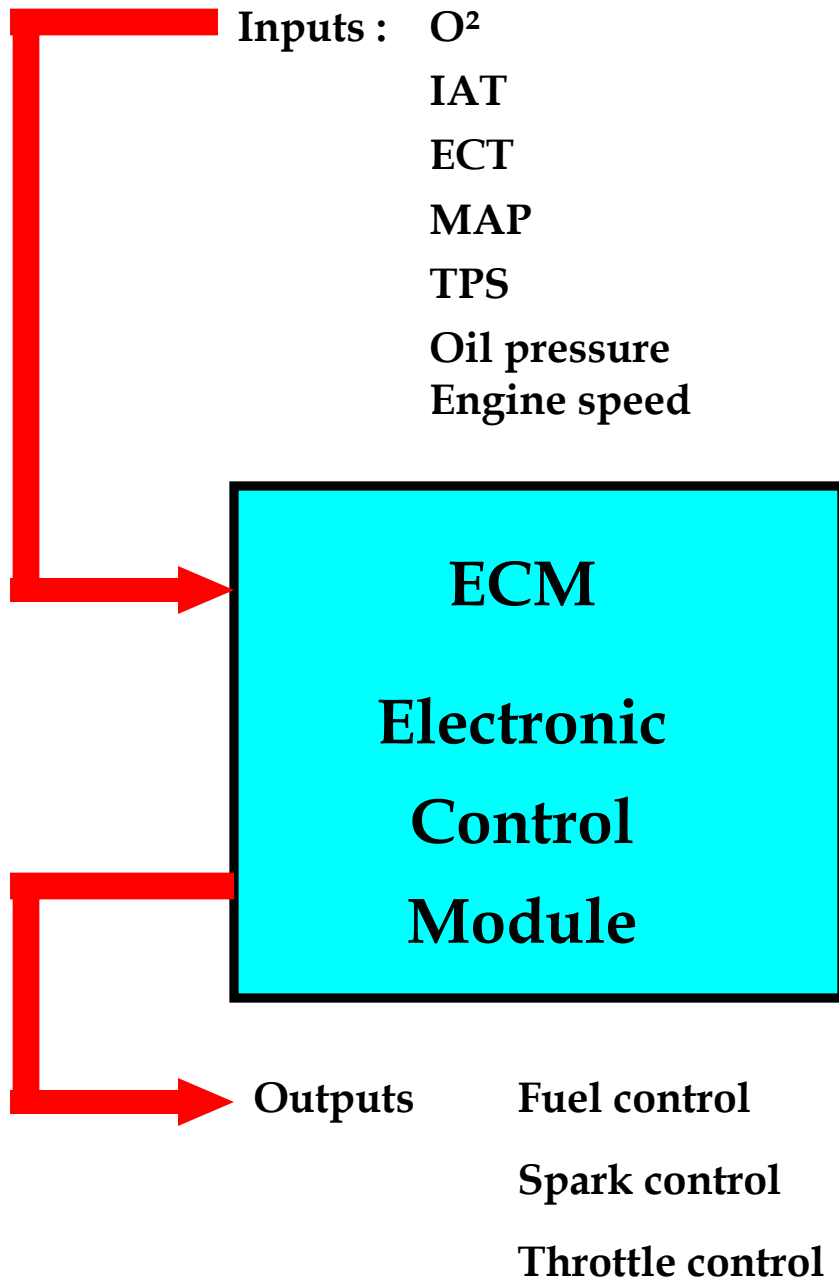 Inputs : O²
IAT
ECT
MAP
TPS
Oil pressure
Engine speed
ECM
Electronic
Control
Module
Outputs Fuel control
Spark control
Throttle control